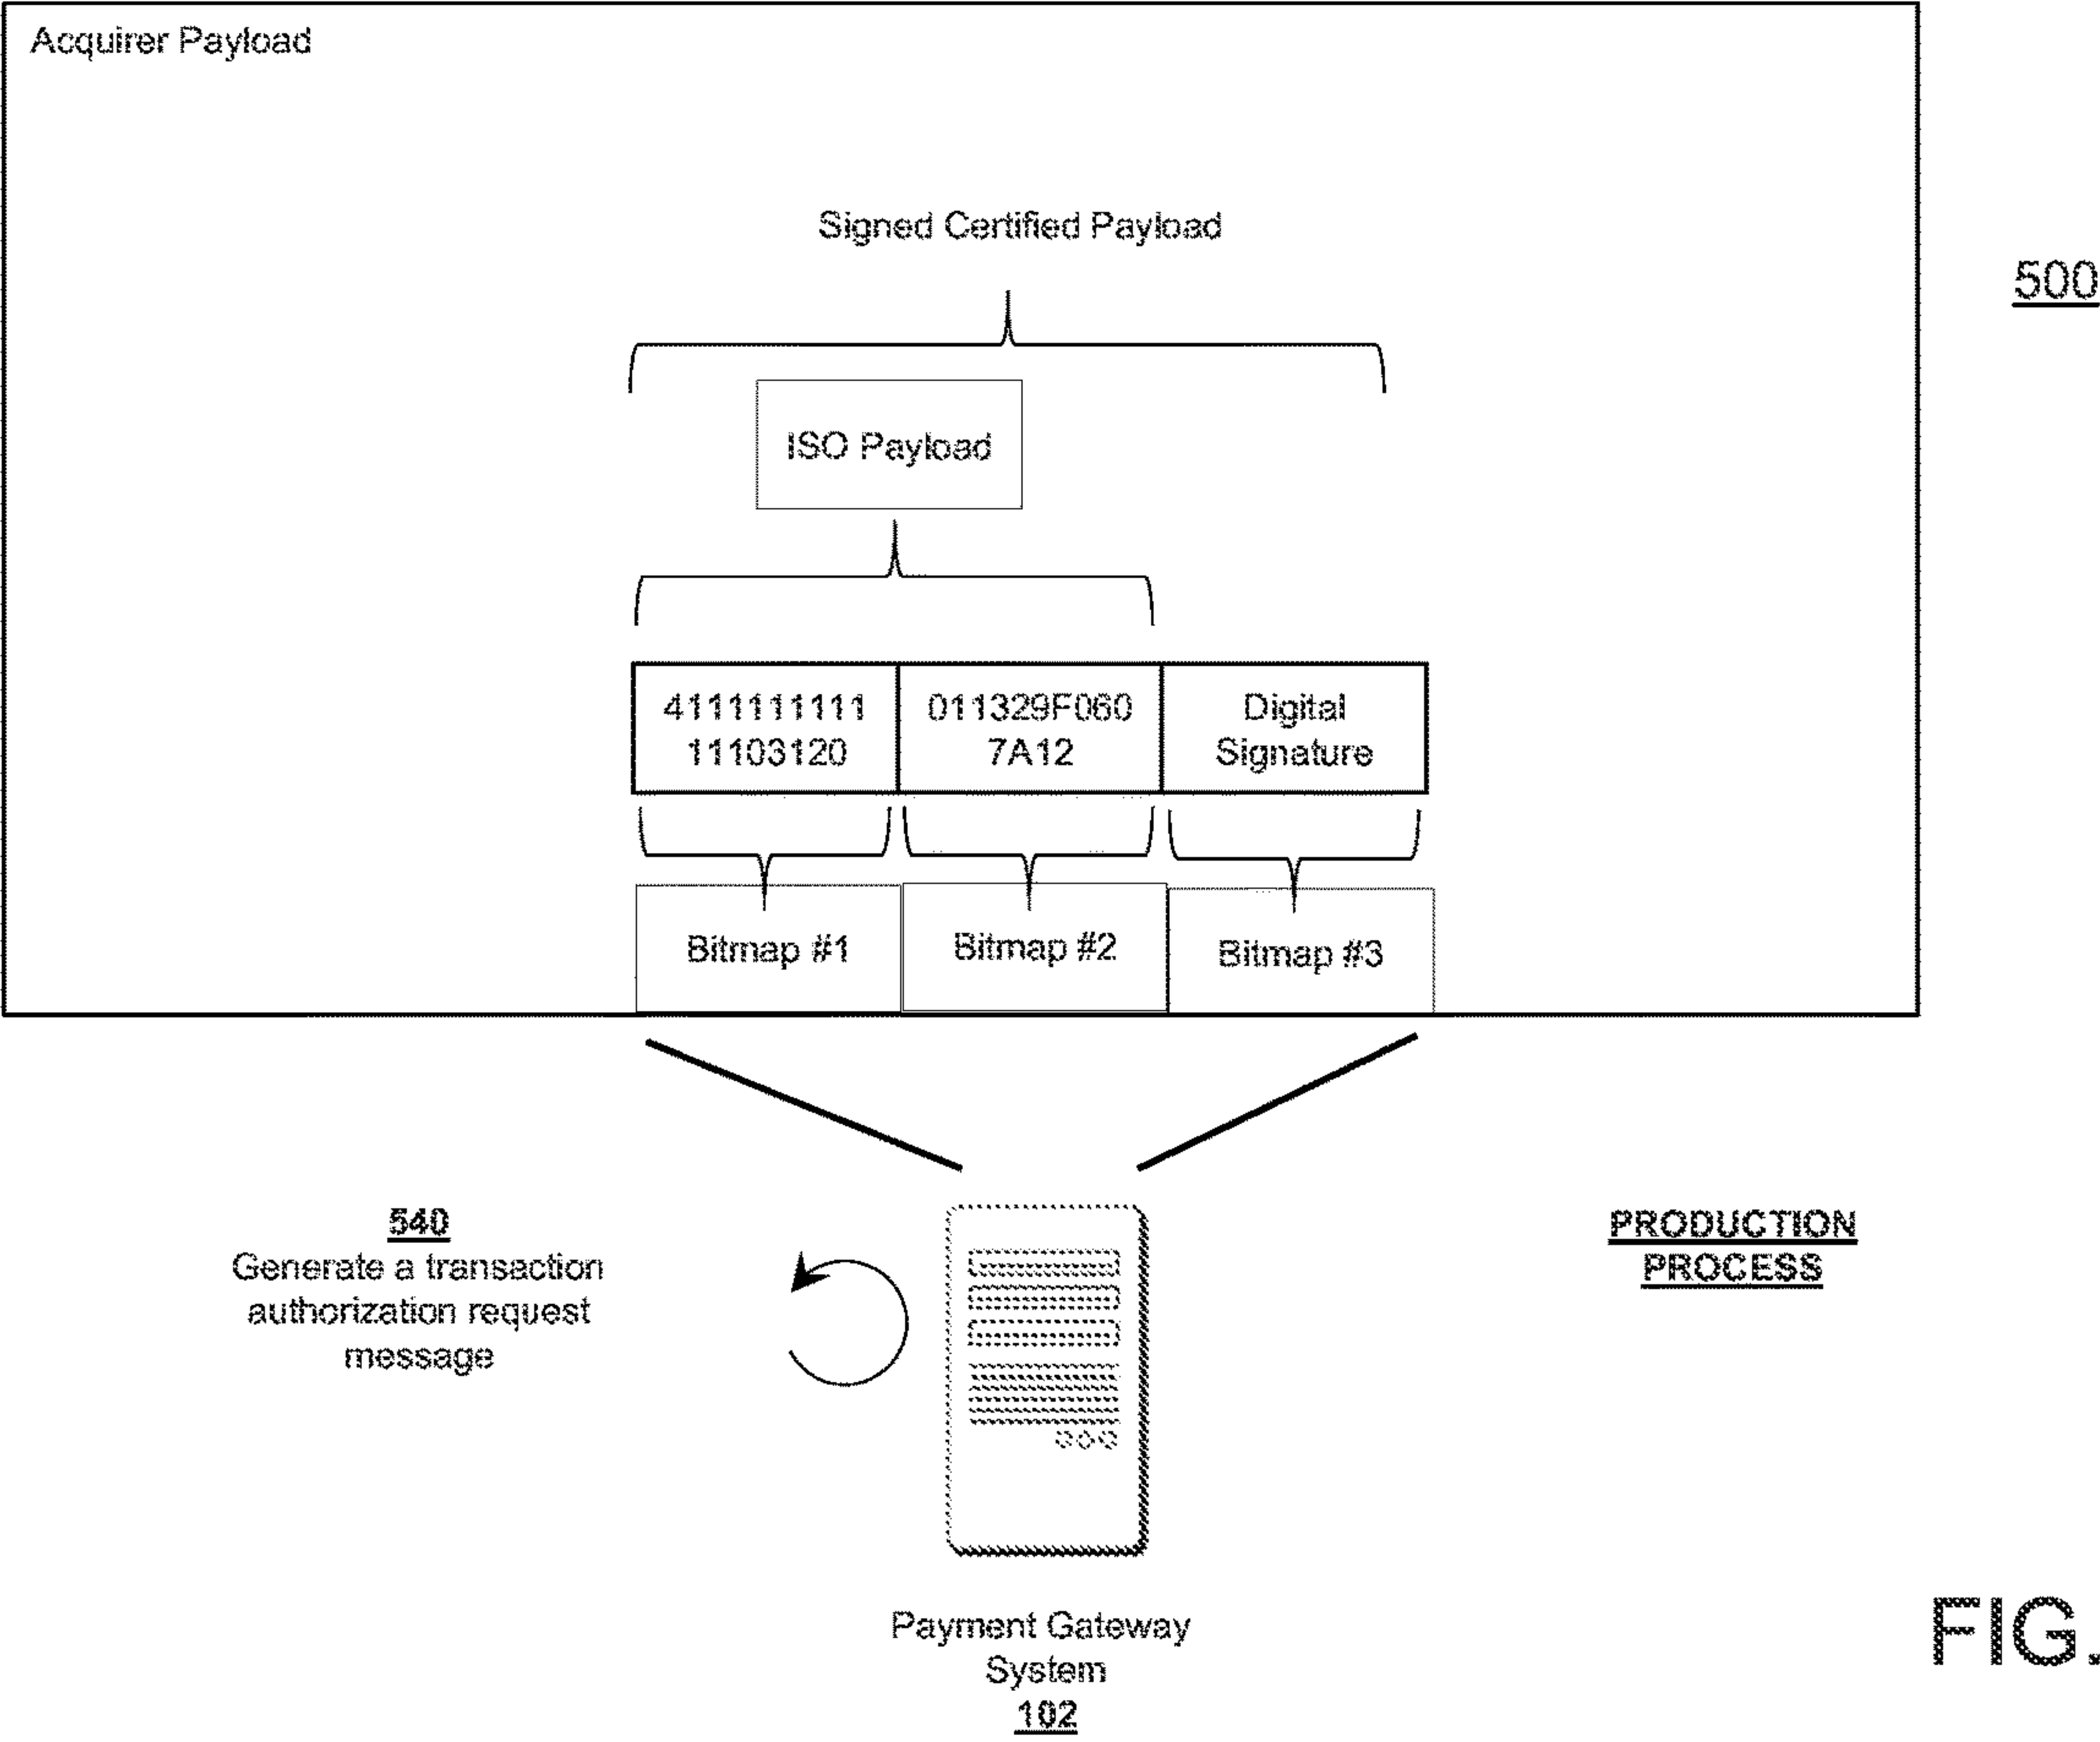 Acquirer Payload
Signed Certified Payload
500
ISO Payload
4111111111
11103120
011329F060
7A12
Digital
Signature
Bitmap #1
Bitmap #2
Bitmap #3
540
Generate a transaction
authorization request
message
PRODUCTION
PROCESS
Payment Gateway
System
102
FIG.